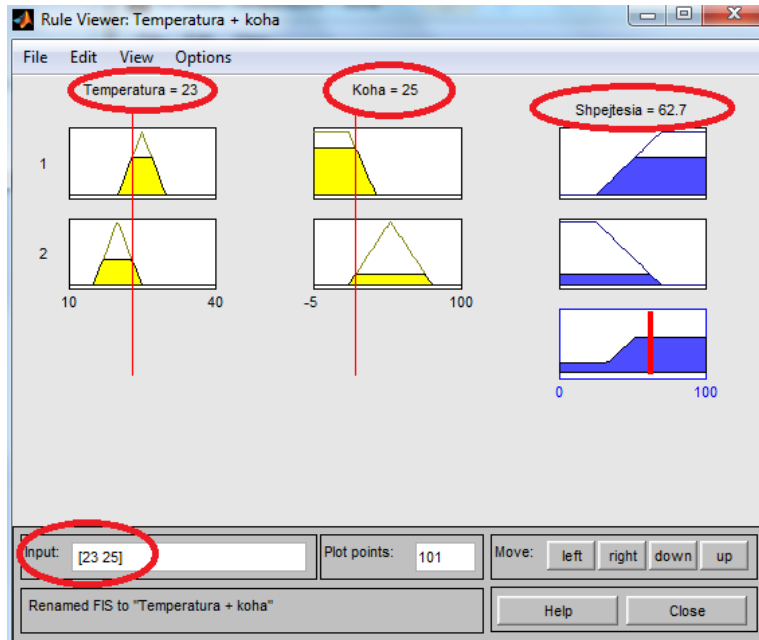 Rule Viewer: Temperatura + koha
File Edit View Options
Temperatura = 23
Koha = 25
Shpejtesia = 62.7
1
2
10 40
-5 100
0 100
Input: [23 25]
Plot points: 101
Move: left right down up
Renamed FIS to "Temperatura + koha"
Help Close